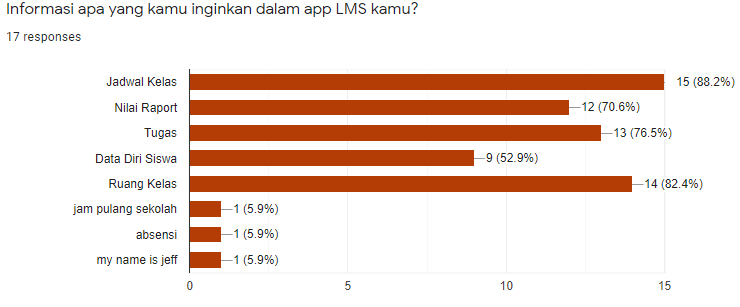 Informasi apa yang kamu inginkan dalam app LMS kamu?
17 responses
Jadwal Kelas 15 (88.2%)
Nilai Raport 12 (70.6%)
Tugas 13 (76.5%)
Data Diri Siswa 9 (52.9%)
Ruang Kelas 14 (82.4%)
jam pulang sekolah 1 (5.9%)
absensi 1 (5.9%)
my name is jeff 1 (5.9%)
0 5 10 15